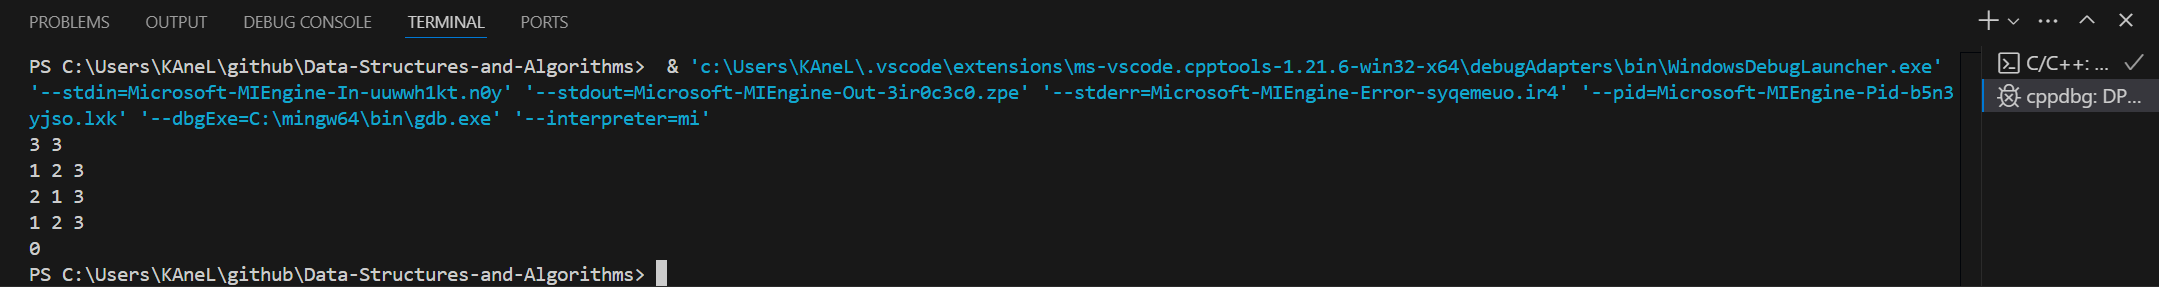 PROBLEMS OUTPUT DEBUG CONSOLE TERMINAL PORTS
PS C:\Users\KAneL\github\Data-Structures-and-Algorithms>  & 'c:\Users\KAneL\.vscode\extensions\ms-vscode.cpptools-1.21.6-win32-x64\debugAdapters\bin\WindowsDebugLauncher.exe'
'--stdin=Microsoft-MIEngine-In-uuwwh1kt.n0y' '--stdout=Microsoft-MIEngine-Out-3ir0c3c0.zpe' '--stderr=Microsoft-MIEngine-Error-syqemeuo.ir4' '--pid=Microsoft-MIEngine-Pid-b5n3
yjso.lxk' '--dbgExe=C:\mingw64\bin\gdb.exe' '--interpreter=mi'
3 3
1 2 3
2 1 3
1 2 3
0
PS C:\Users\KAneL\github\Data-Structures-and-Algorithms>
C/C++: ...
cppdbg: DP...